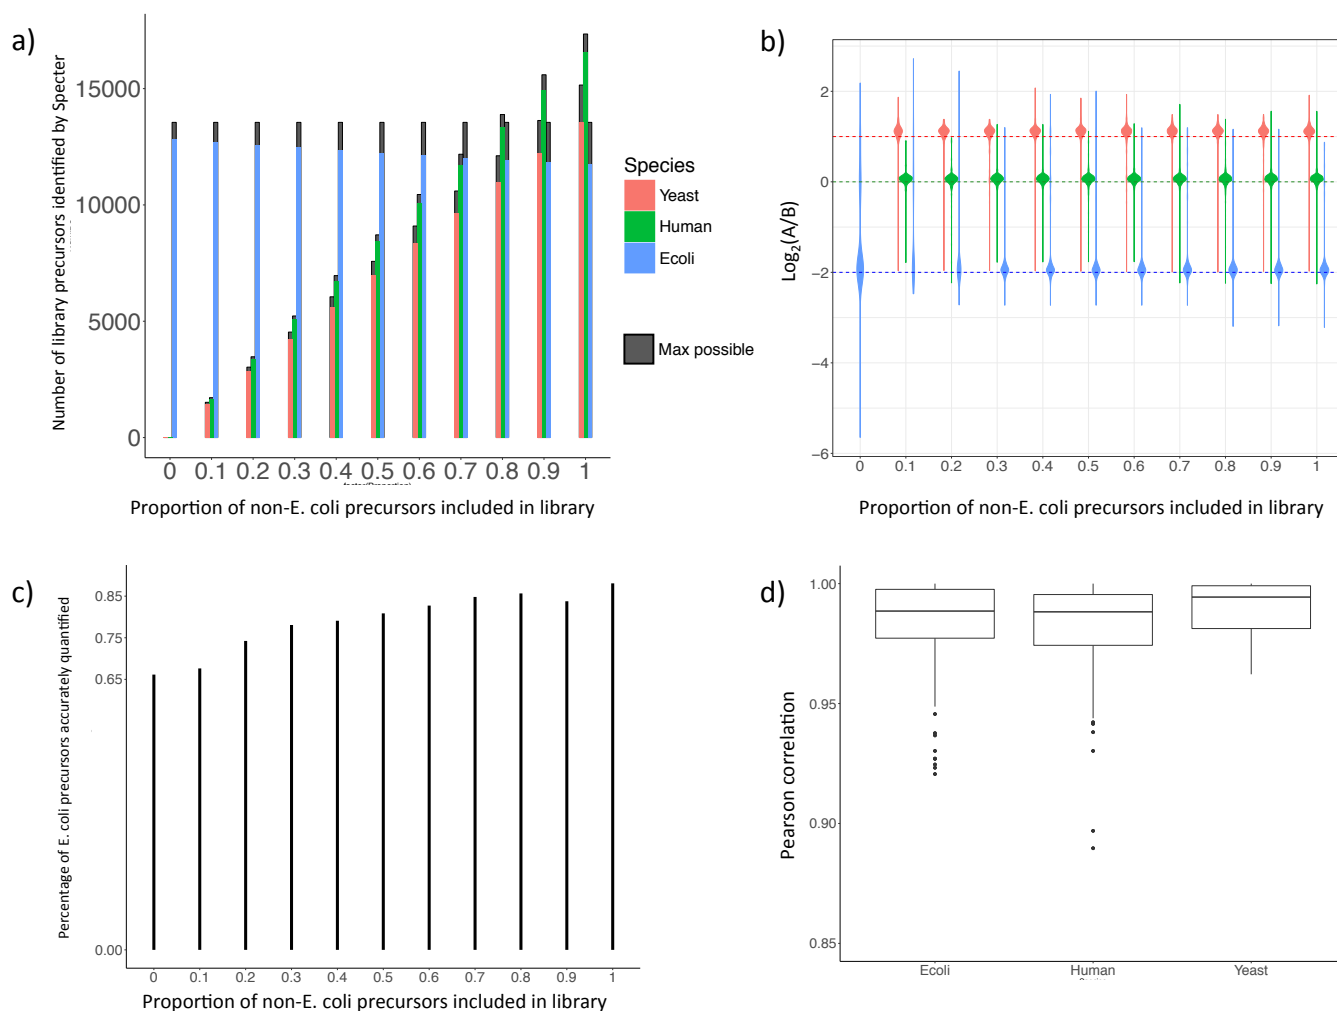 a)
Number of library precursors identified by Specter
15000
10000
5000
0
0 0.1 0.2 0.3 0.4 0.5 0.6 0.7 0.8 0.9 1
Proportion of non-E. coli precursors included in library
Species
Yeast
Human
Ecoli
Max possible
b)
Log2(A/B)
2
0
−2
−4
−6
0 0.1 0.2 0.3 0.4 0.5 0.6 0.7 0.8 0.9 1
Proportion of non-E. coli precursors included in library
c)
Percentage of E. coli precursors accurately quantified
0.85
0.75
0.65
0.00
0 0.1 0.2 0.3 0.4 0.5 0.6 0.7 0.8 0.9 1
Proportion of non-E. coli precursors included in library
d)
Pearson correlation
1.00
0.95
0.90
0.85
Ecoli Human Yeast